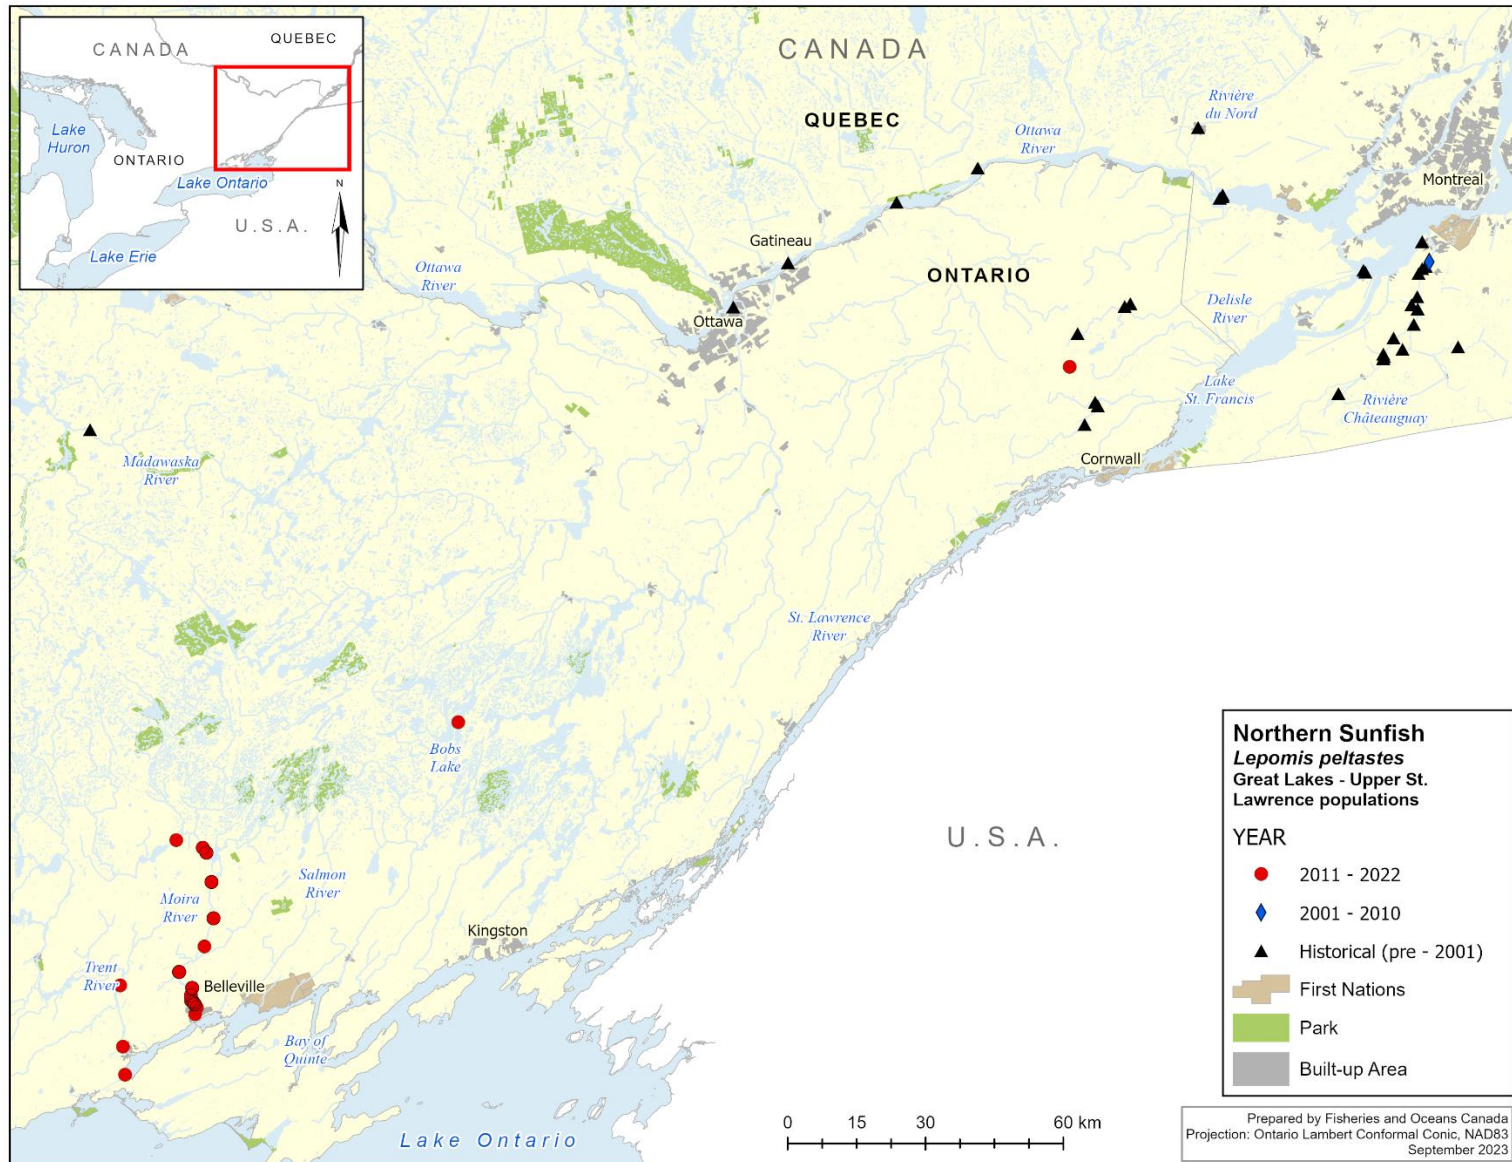 CANADA
QUEBEC
Lake
Huron
ONTARIO
Lake Ontario
U.S.A.
Lake Erie
N
CANADA
QUEBEC
Rivière
du Nord
Ottawa
River
Montreal
Gatineau
Ottawa
River
ONTARIO
Ottawa
Delisle
River
Lake
St. Francis
Rivière
Châteauguay
Madawaska
River
Cornwall
St. Lawrence
River
Bobs
Lake
U.S.A.
Salmon
River
Moira
River
Kingston
Trent
River
Belleville
Bay of
Quinte
Lake Ontario
0 15 30 60 km
Northern Sunfish
Lepomis peltastes
Great Lakes - Upper St.
Lawrence populations
YEAR
2011 - 2022
2001 - 2010
Historical (pre - 2001)
First Nations
Park
Built-up Area
Prepared by Fisheries and Oceans Canada
Projection: Ontario Lambert Conformal Conic, NAD83
September 2023